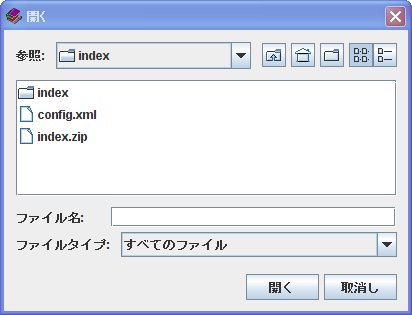 開く
参照: index
index
config.xml
index.zip
ファイル名:
ファイルタイプ: すべてのファイル
開く 取消し